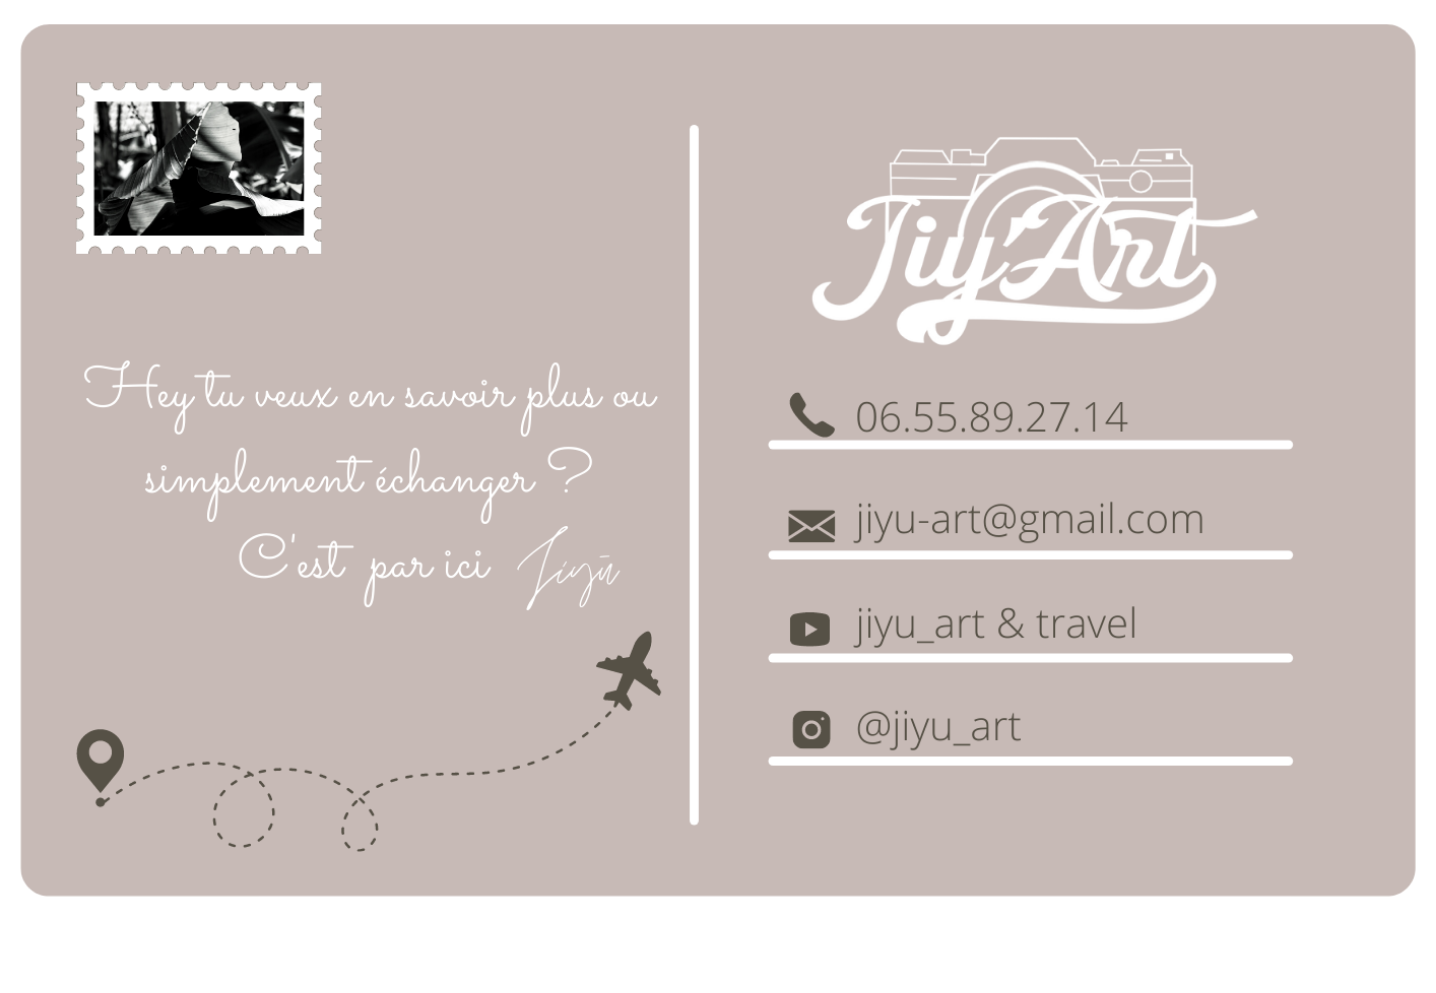 Hey tu veux en savoir plus ou
simplement échanger ?
C'est par ici Jiyū
Jiy'Art
06.55.89.27.14
jiyu-art@gmail.com
jiyu_art & travel
@jiyu_art